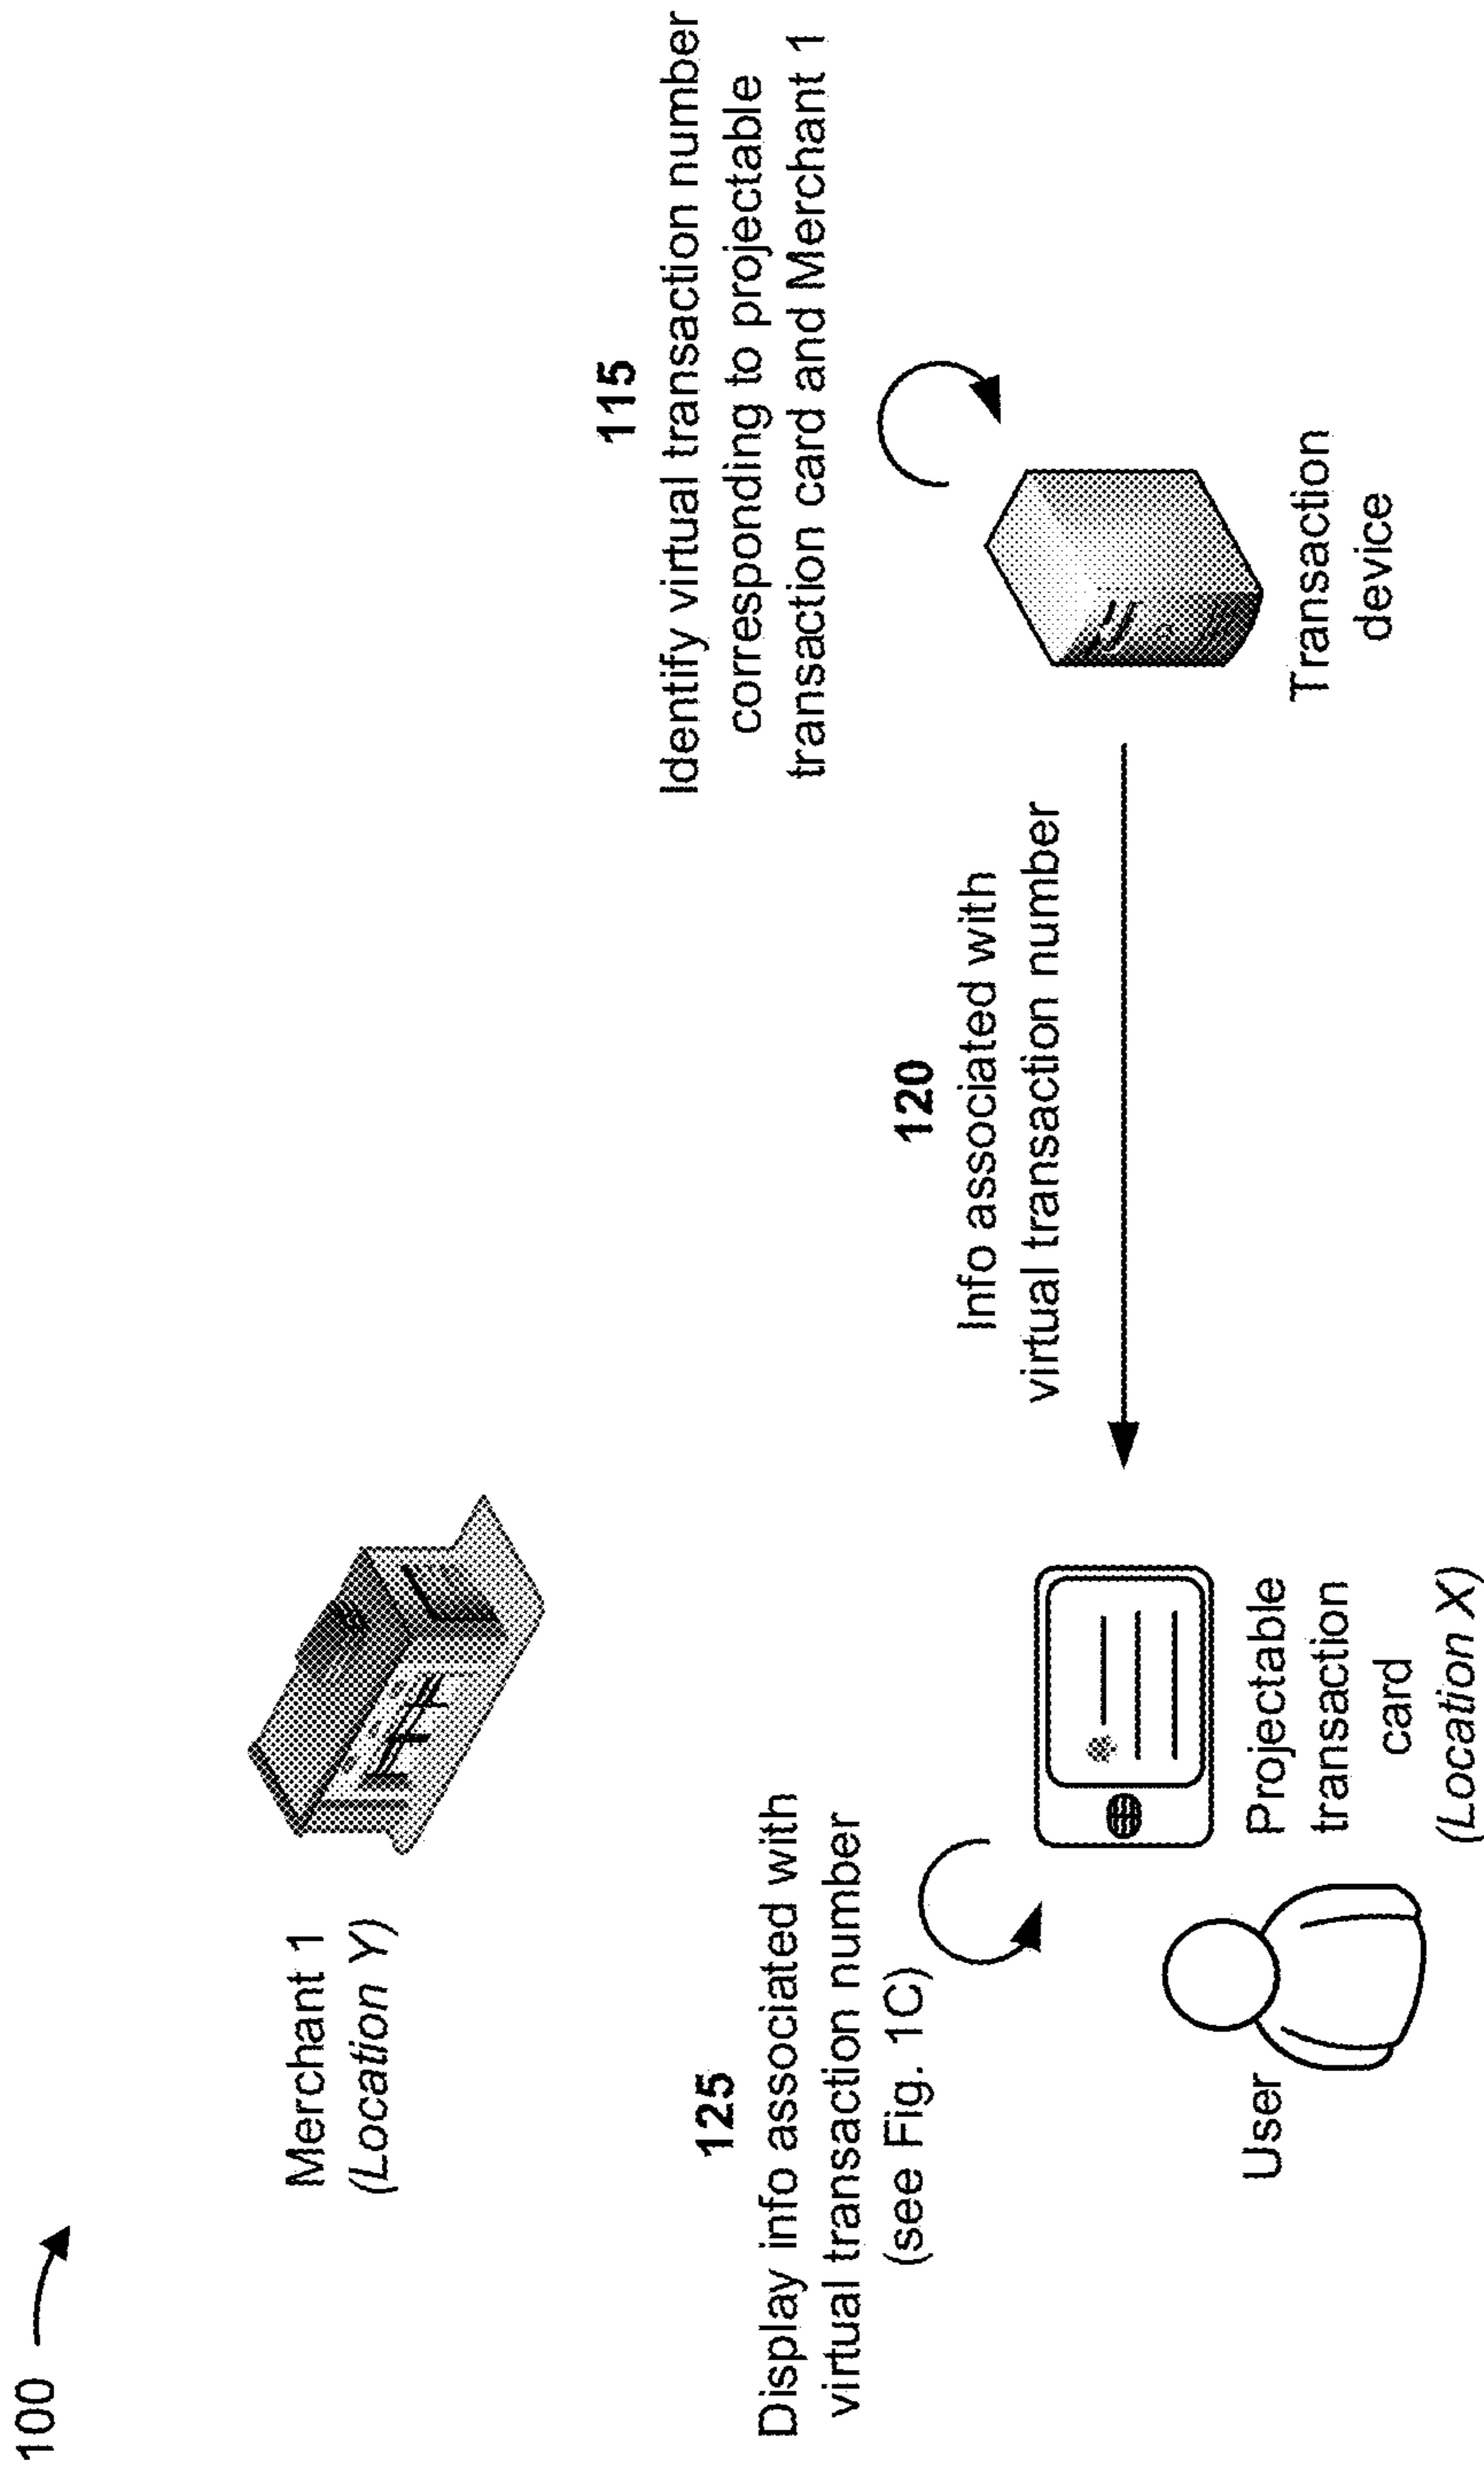 100
Merchant 1
(Location Y)
115
Identify virtual transaction number
corresponding to projectable
transaction card and Merchant 1
120
Info associated with
virtual transaction number
125
Display info associated with
virtual transaction number
(see Fig. 1C)
User
Projectable
transaction
card
(Location X)
Transaction
device